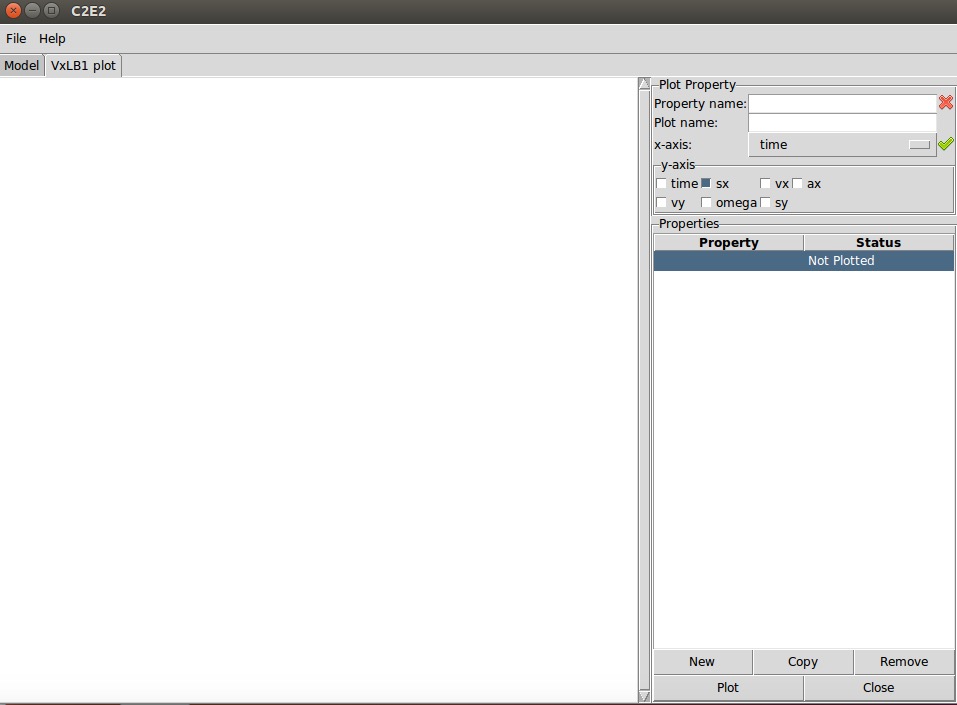 C2E2
File Help
Model VxLB1 plot
Plot Property
Property name:
Plot name:
x-axis: time
y-axis
time sx vx ax
vy omega sy
Properties
Property Status
Not Plotted
New Copy Remove
Plot Close